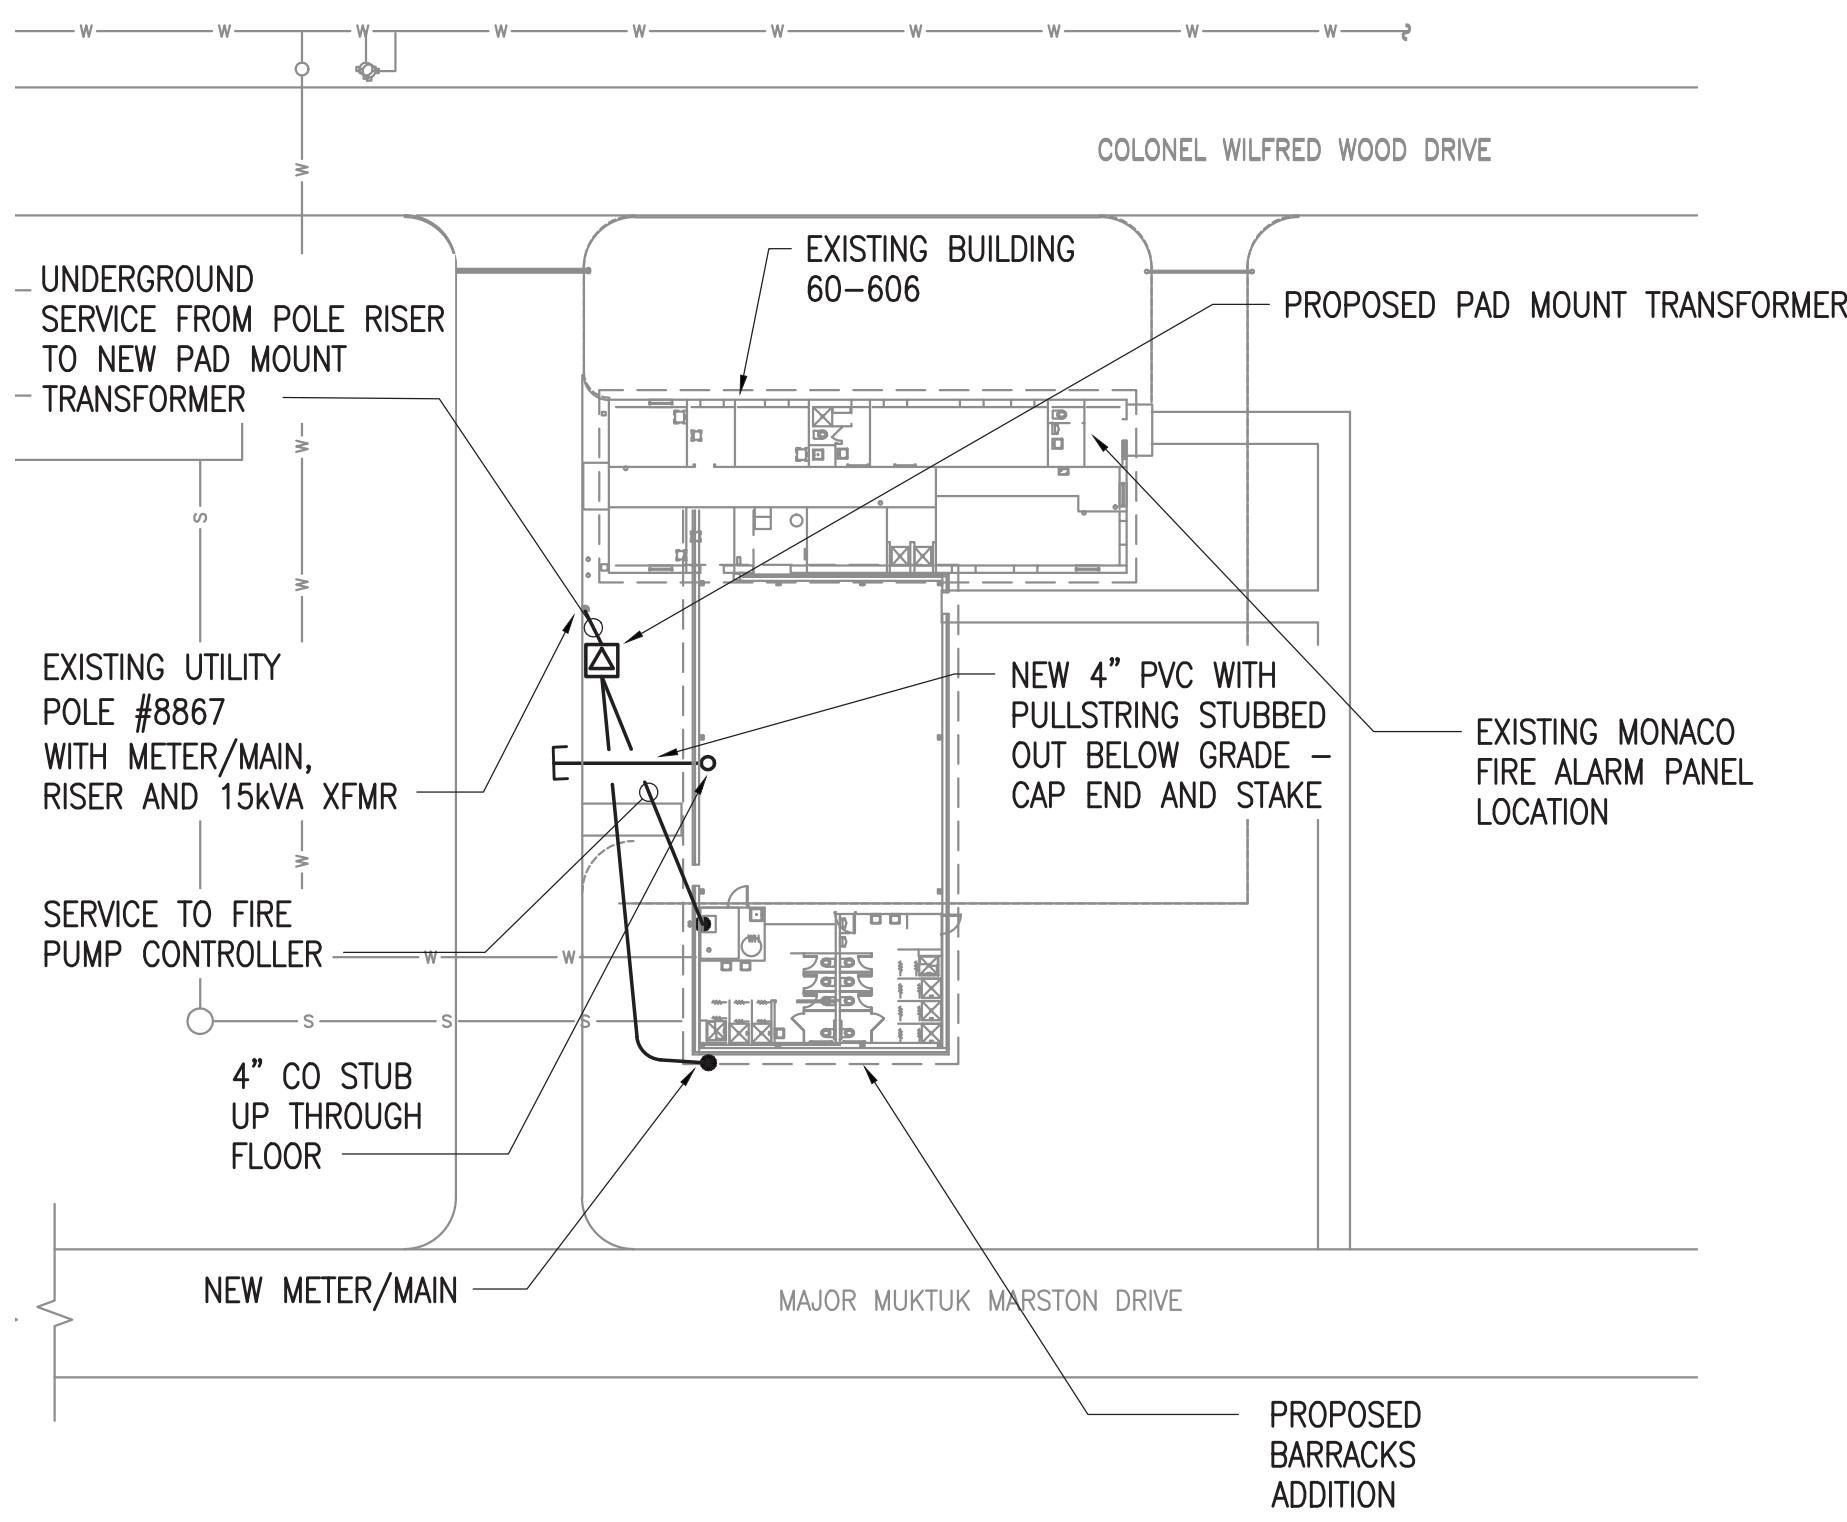 W W W W W W W W W W
W
COLONEL WILFRED WOOD DRIVE
EXISTING BUILDING
60-606
UNDERGROUND
SERVICE FROM POLE RISER
TO NEW PAD MOUNT
TRANSFORMER
PROPOSED PAD MOUNT TRANSFORMER
W
S
W
EXISTING UTILITY
POLE #8867
WITH METER/MAIN,
RISER AND 15kVA XFMR
NEW 4" PVC WITH
PULLSTRING STUBBED
OUT BELOW GRADE -
CAP END AND STAKE
EXISTING MONACO
FIRE ALARM PANEL
LOCATION
W
SERVICE TO FIRE
PUMP CONTROLLER
W W
WH
S S S
4" CO STUB
UP THROUGH
FLOOR
NEW METER/MAIN
MAJOR MUKTUK MARSTON DRIVE
PROPOSED
BARRACKS
ADDITION